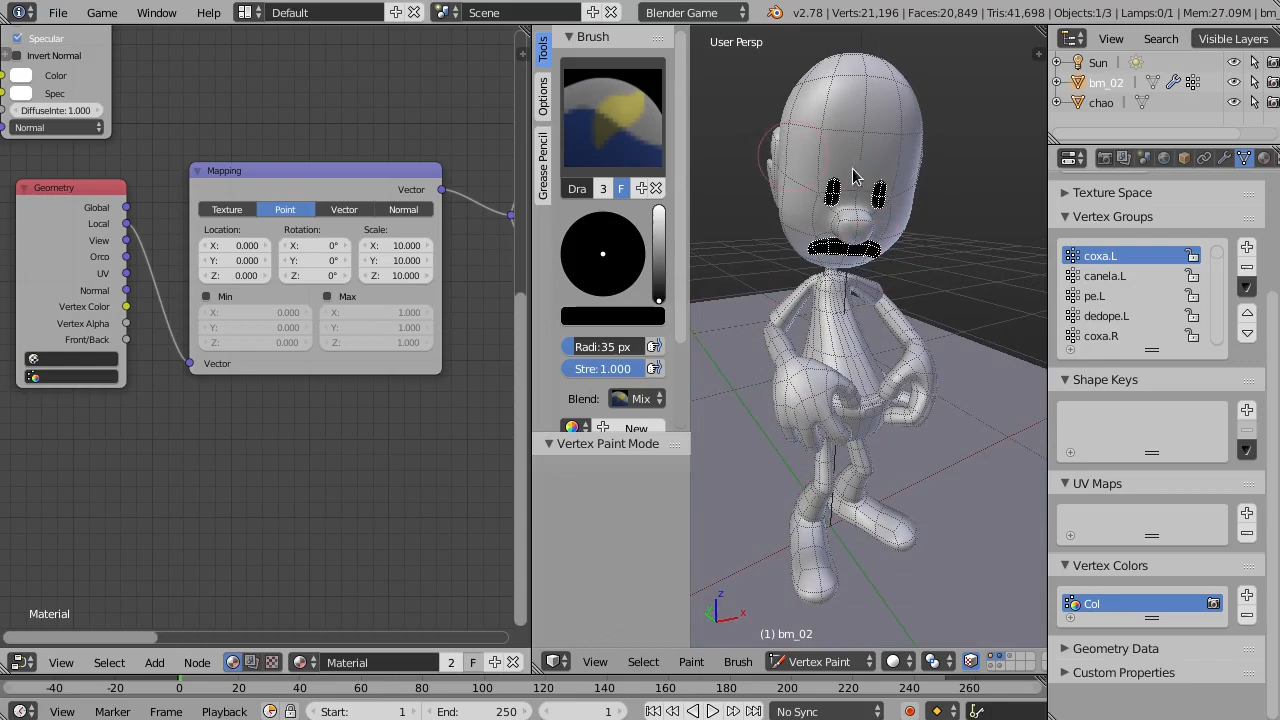 File Game Window Help Default Scene Blender Game v2.78 | Verts:21,196 | Faces:20,849 | Tris:41,698 | Objects:1/3 | Lamps:0/1 | Mem:27.09M | bm
Specular
Invert Normal
Color
Spec
DiffuseInte: 1.000
Normal
Geometry
Global
Local
View
Orco
UV
Normal
Vertex Color
Vertex Alpha
Front/Back
Mapping
Vector
Texture Point Vector Normal
Location: Rotation: Scale:
X: 0.000 X: 0° X: 10.000
Y: 0.000 Y: 0° Y: 10.000
Z: 0.000 Z: 0° Z: 10.000
Min Max
X: 0.000 X: 1.000
Y: 0.000 Y: 1.000
Z: 0.000 Z: 1.000
Vector
Material
Tools
Options
Grease Pencil
Brush
Dra 3 F
Radi:35 px
Stre: 1.000
Blend: Mix
New
Vertex Paint Mode
User Persp
z
x
y
(1) bm_02
View Search Visible Layers
Sun
bm_02
chao
Texture Space
Vertex Groups
coxa.L
canela.L
pe.L
dedope.L
coxa.R
Shape Keys
UV Maps
Vertex Colors
Col
Geometry Data
Custom Properties
View Select Add Node Material 2 F
View Select Paint Brush Vertex Paint
-40 -20 0 20 40 60 80 100 120 140 160 180 200 220 240 260
View Marker Frame Playback Start: 1 End: 250 1 No Sync